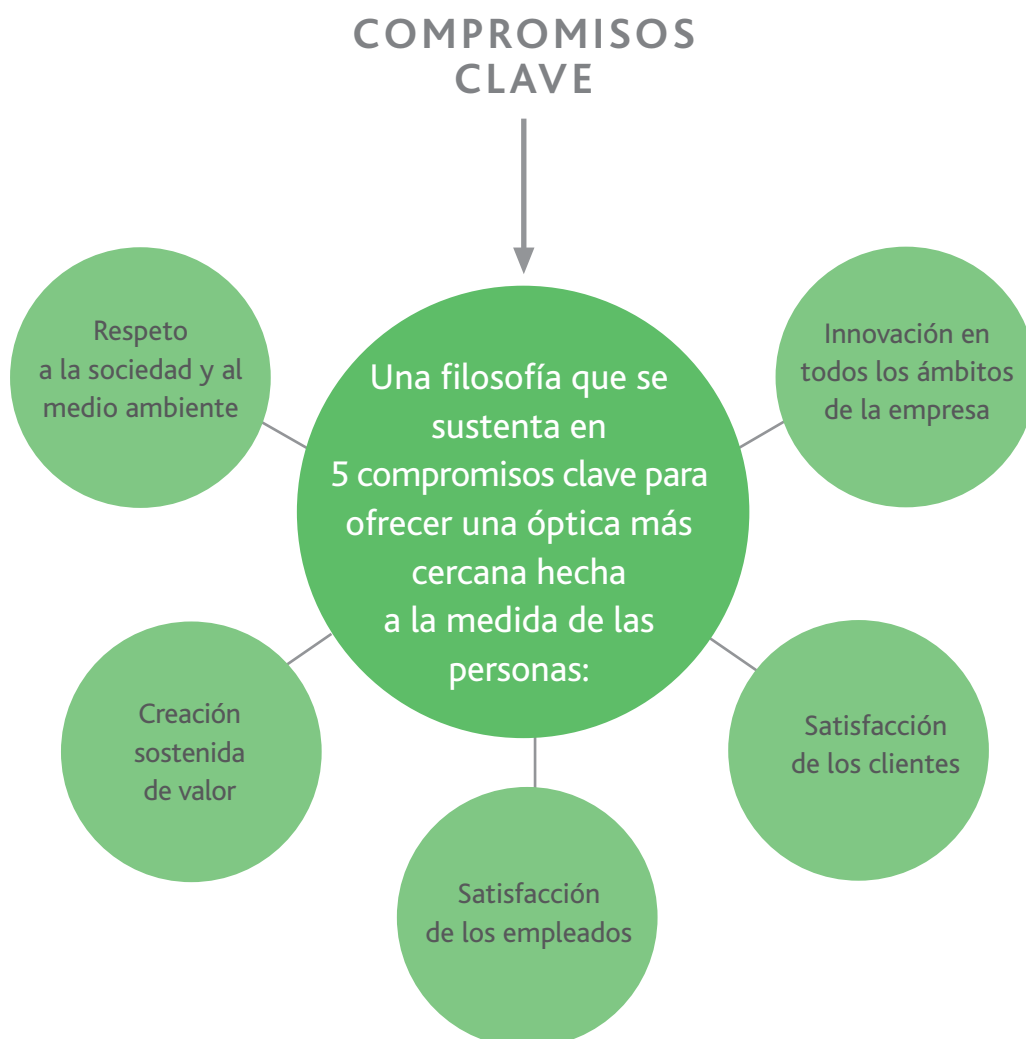 COMPROMISOS
CLAVE
Respeto
a la sociedad y al
medio ambiente
Innovación en
todos los ámbitos
de la empresa
Una filosofía que se
sustenta en
5 compromisos clave para
ofrecer una óptica más
cercana hecha
a la medida de las
personas:
Creación
sostenida
de valor
Satisfacción
de los clientes
Satisfacción
de los empleados